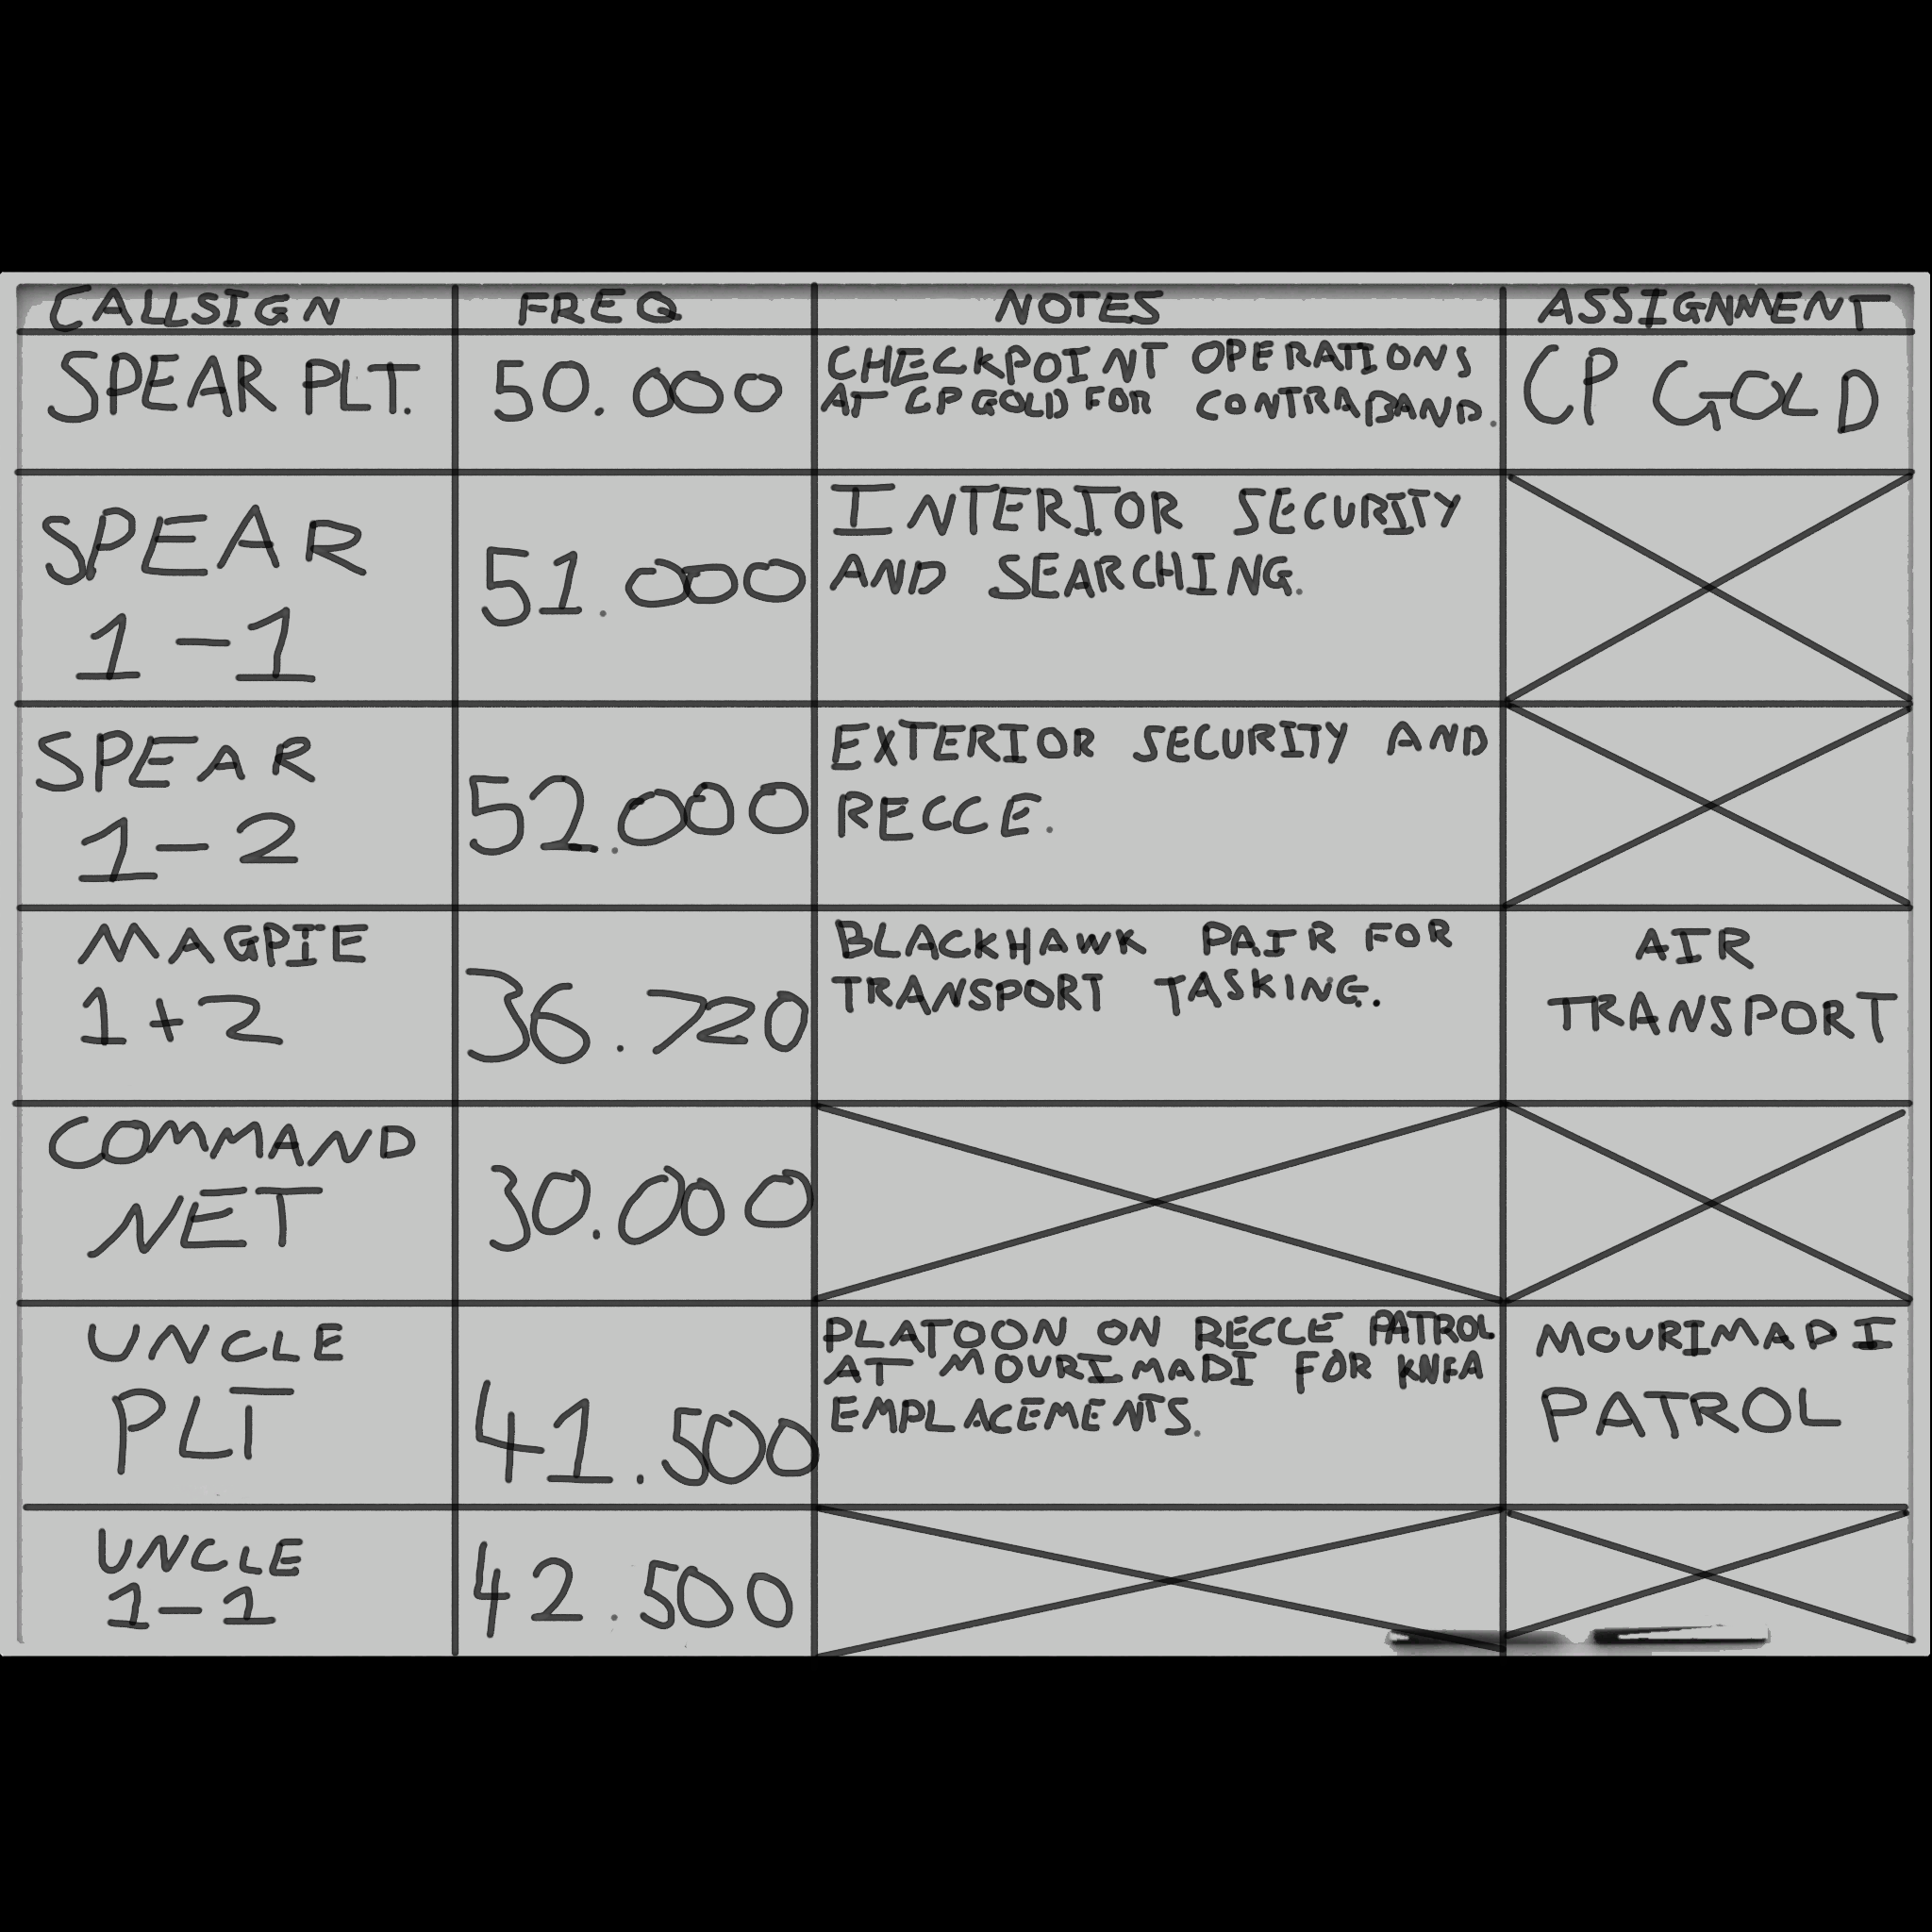 CALLSIGN FREQ NOTES ASSIGNMENT
SPEAR PLT. 50.000 CHECKPOINT OPERATIONS
AT CP GOLD FOR CONTRABAND. CP GOLD
SPEAR
1-1 51.000 INTERIOR SECURITY
AND SEARCHING.
SPEAR
1-2 52.000 EXTERIOR SECURITY AND
RECCE.
MAGPIE
1+2 36.720 BLACKHAWK PAIR FOR
TRANSPORT TASKING. AIR
TRANSPORT
COMMAND
NET 30.000
UNCLE
PLT 41.500 PLATOON ON RECCE PATROL
AT MOURIMADI FOR
EMPLACEMENTS. MOURIMADI
PATROL
UNCLE
1-1 42.500